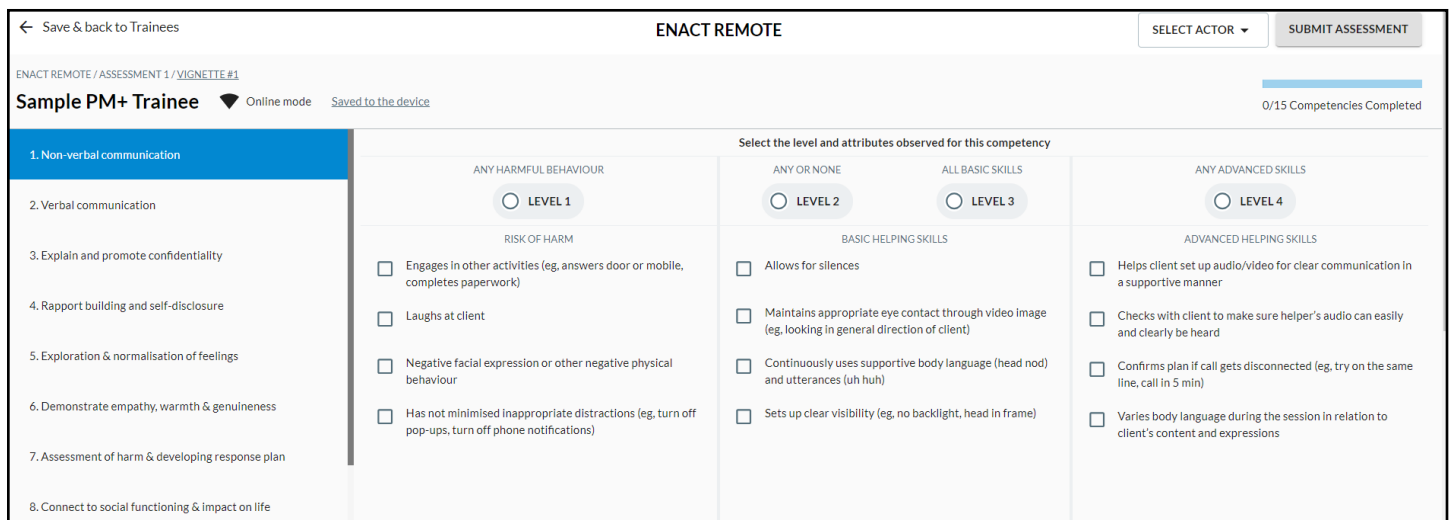 Save & back to Trainees
ENACT REMOTE
SELECT ACTOR
SUBMIT ASSESSMENT
ENACT REMOTE / ASSESSMENT 1 / VIGNETTE #1
Sample PM+ Trainee
Online mode
Saved to the device
0/15 Competencies Completed
1. Non-verbal communication
2. Verbal communication
3. Explain and promote confidentiality
4. Rapport building and self-disclosure
5. Exploration & normalisation of feelings
6. Demonstrate empathy, warmth & genuineness
7. Assessment of harm & developing response plan
8. Connect to social functioning & impact on life
Select the level and attributes observed for this competency
ANY HARMFUL BEHAVIOUR
LEVEL 1
RISK OF HARM
Engages in other activities (eg, answers door or mobile,
completes paperwork)
Laughs at client
Negative facial expression or other negative physical
behaviour
Has not minimised inappropriate distractions (eg, turn off
pop-ups, turn off phone notifications)
ANY OR NONE
LEVEL 2
ALL BASIC SKILLS
LEVEL 3
BASIC HELPING SKILLS
Allows for silences
Maintains appropriate eye contact through video image
(eg, looking in general direction of client)
Continuously uses supportive body language (head nod)
and utterances (uh huh)
Sets up clear visibility (eg, no backlight, head in frame)
ANY ADVANCED SKILLS
LEVEL 4
ADVANCED HELPING SKILLS
Helps client set up audio/video for clear communication in
a supportive manner
Checks with client to make sure helper's audio can easily
and clearly be heard
Confirms plan if call gets disconnected (eg, try on the same
line, call in 5 min)
Varies body language during the session in relation to
client's content and expressions